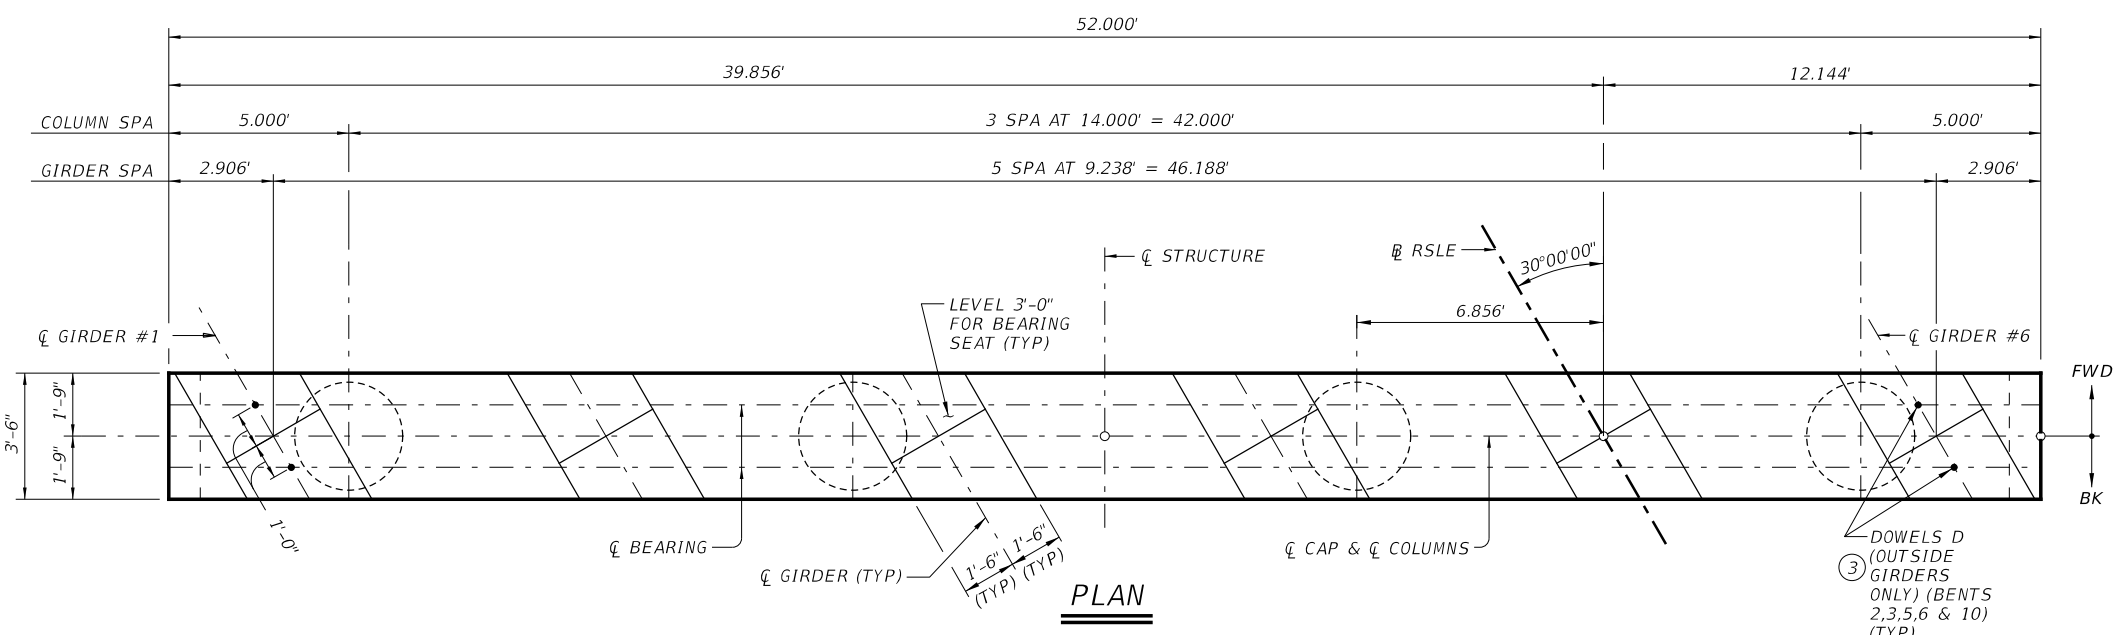 52.000'
39.856'
12.144'
COLUMN SPA
5.000'
3 SPA AT 14.000' = 42.000'
5.000'
GIRDER SPA
2.906'
5 SPA AT 9.238' = 46.188'
2.906'
℄ STRUCTURE
RSLE
30°00'00"
6.856'
LEVEL 3'-0"
FOR BEARING
SEAT (TYP)
℄ GIRDER #1
℄ GIRDER #6
FWD
BK
3'-6"
1'-9"
1'-9"
1'-0"
℄ BEARING
℄ GIRDER (TYP)
1'-6"
(TYP)
1'-6"
(TYP)
℄ CAP & ℄ COLUMNS
3
DOWELS D
(OUTSIDE
GIRDERS
ONLY) (BENTS
2,3,5,6 & 10)
(TYP)
PLAN